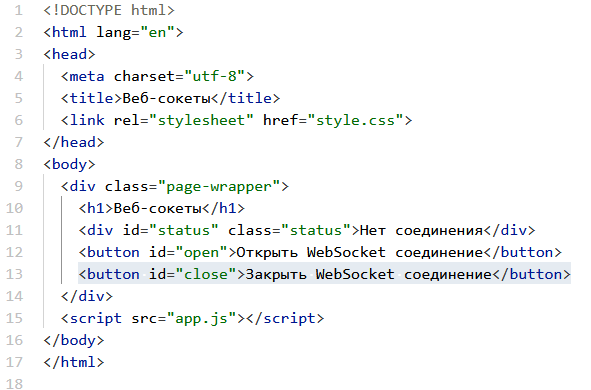 1 <!DOCTYPE html>
2 <html lang="en">
3 <head>
4 <meta charset="utf-8">
5 <title>Веб-сокеты</title>
6 <link rel="stylesheet" href="style.css">
7 </head>
8 <body>
9 <div class="page-wrapper">
10 <h1>Веб-сокеты</h1>
11 <div id="status" class="status">Нет соединения</div>
12 <button id="open">Открыть WebSocket соединение</button>
13 <button id="close">Закрыть WebSocket соединение</button>
14 </div>
15 <script src="app.js"></script>
16 </body>
17 </html>
18